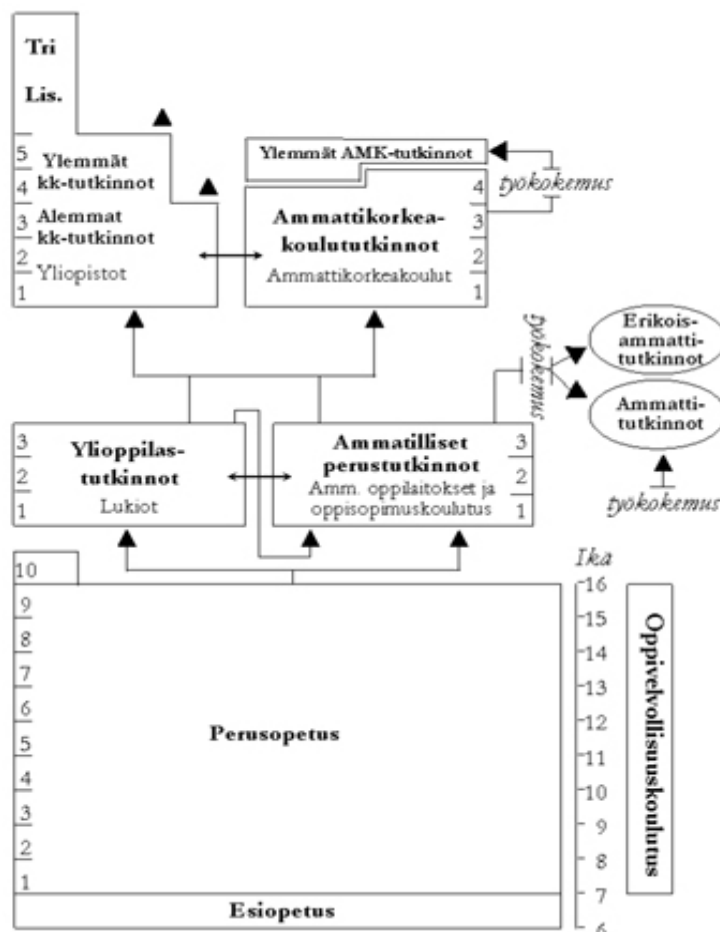 Tri
Lis.
5
4
3
2
1
Ylemmät
kk-tutkinnot
Alemmat
kk-tutkinnot
Yliopistot
Ylemmät AMK-tutkinnot
työkokemus
Ammattikorkea-
koulututkinnot
Ammattikorkeakoulut
4
3
2
1
työkokemus
Erikois-
ammatti-
tutkinnot
Ammatti-
tutkinnot
työkokemus
3
2
1
Ylioppilas-
tutkinnot
Lukiot
Ammatilliset
perustutkinnot
Amm. oppilaitokset ja
oppisopimuskoulutus
3
2
1
10
9
8
7
6
5
4
3
2
1
Perusopetus
Esiopetus
Ika
16
15
14
13
12
11
10
9
8
7
6
Oppivelvollisuuskoulutus